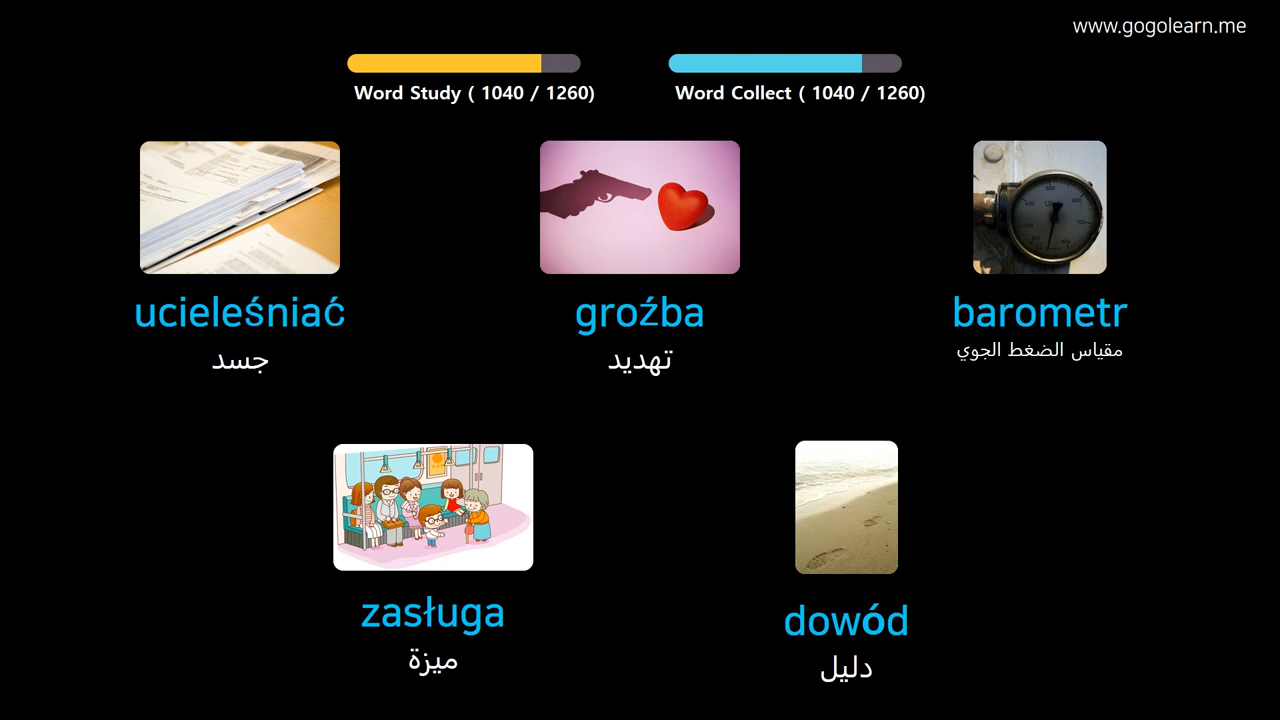 www.gogolearn.me
Word Study ( 1040 / 1260)
Word Collect ( 1040 / 1260)
ucieleśniać
جسد
groźba
تهديد
barometr
مقياس الضغط الجوي
zasługa
ميزة
dowód
دليل